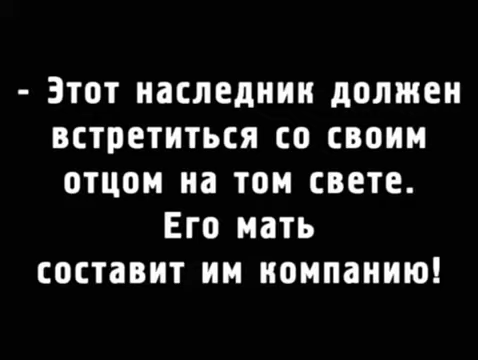 - Этот наследник должен
встретиться со своим
отцом на том свете.
Его мать
составит им компанию!